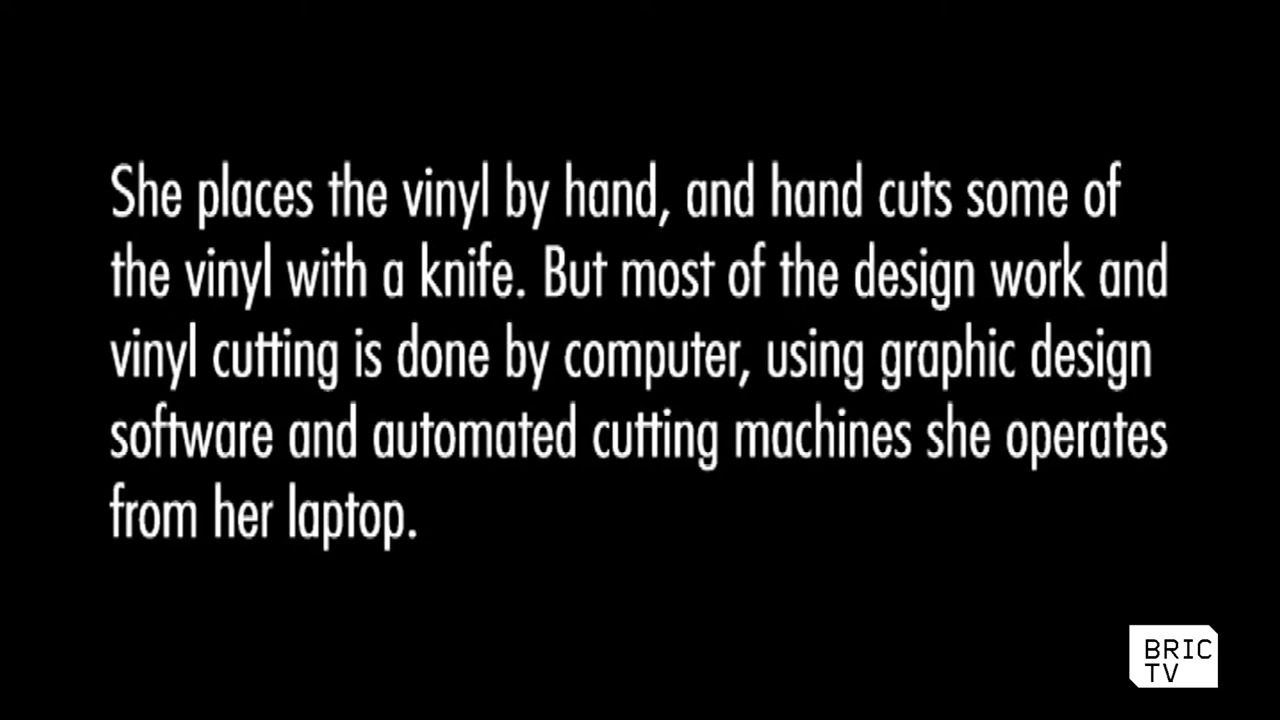 She places the vinyl by hand, and hand cuts some of
the vinyl with a knife. But most of the design work and
vinyl cutting is done by computer, using graphic design
software and automated cutting machines she operates
from her laptop.
BRIC
TV